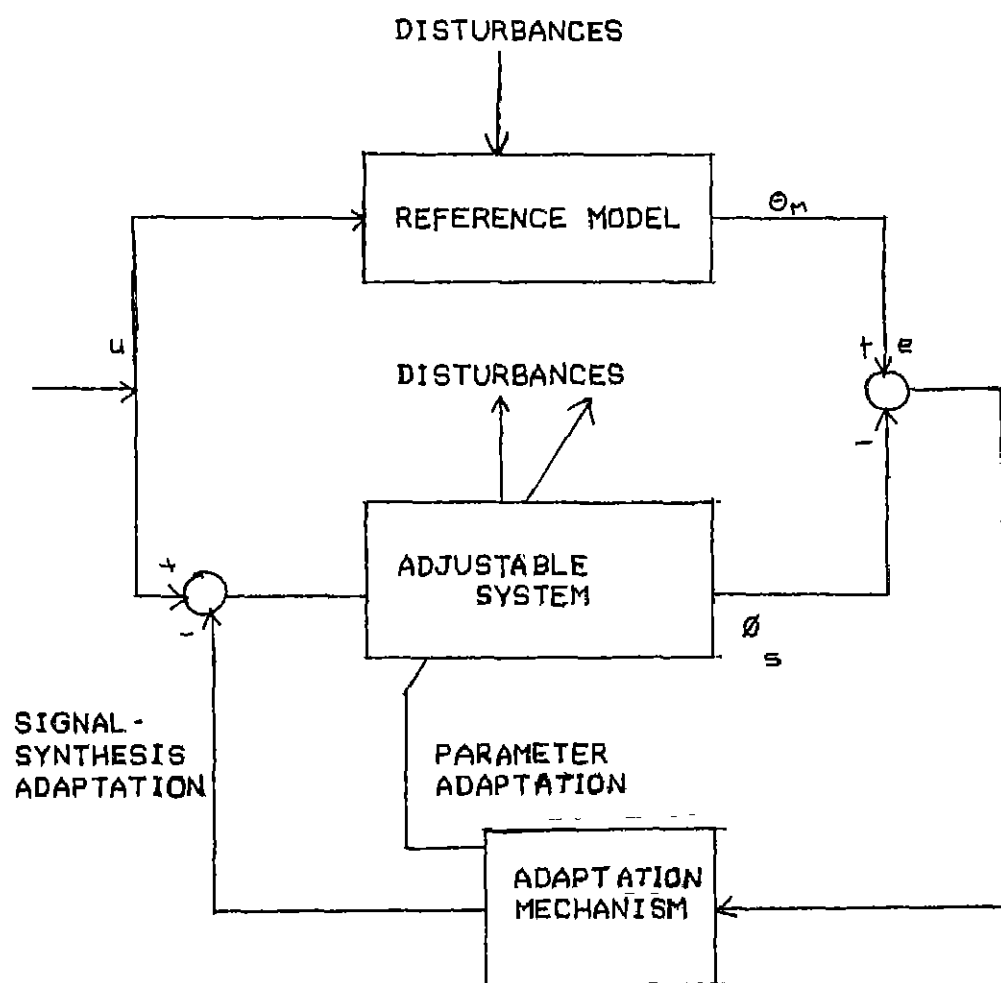 DISTURBANCES
REFERENCE MODEL
θM
u
+ e
DISTURBANCES
-
+
ADJUSTABLE
SYSTEM
-
Ø
s
SIGNAL-
SYNTHESIS
ADAPTATION
PARAMETER
ADAPTATION
ADAPTATION
MECHANISM